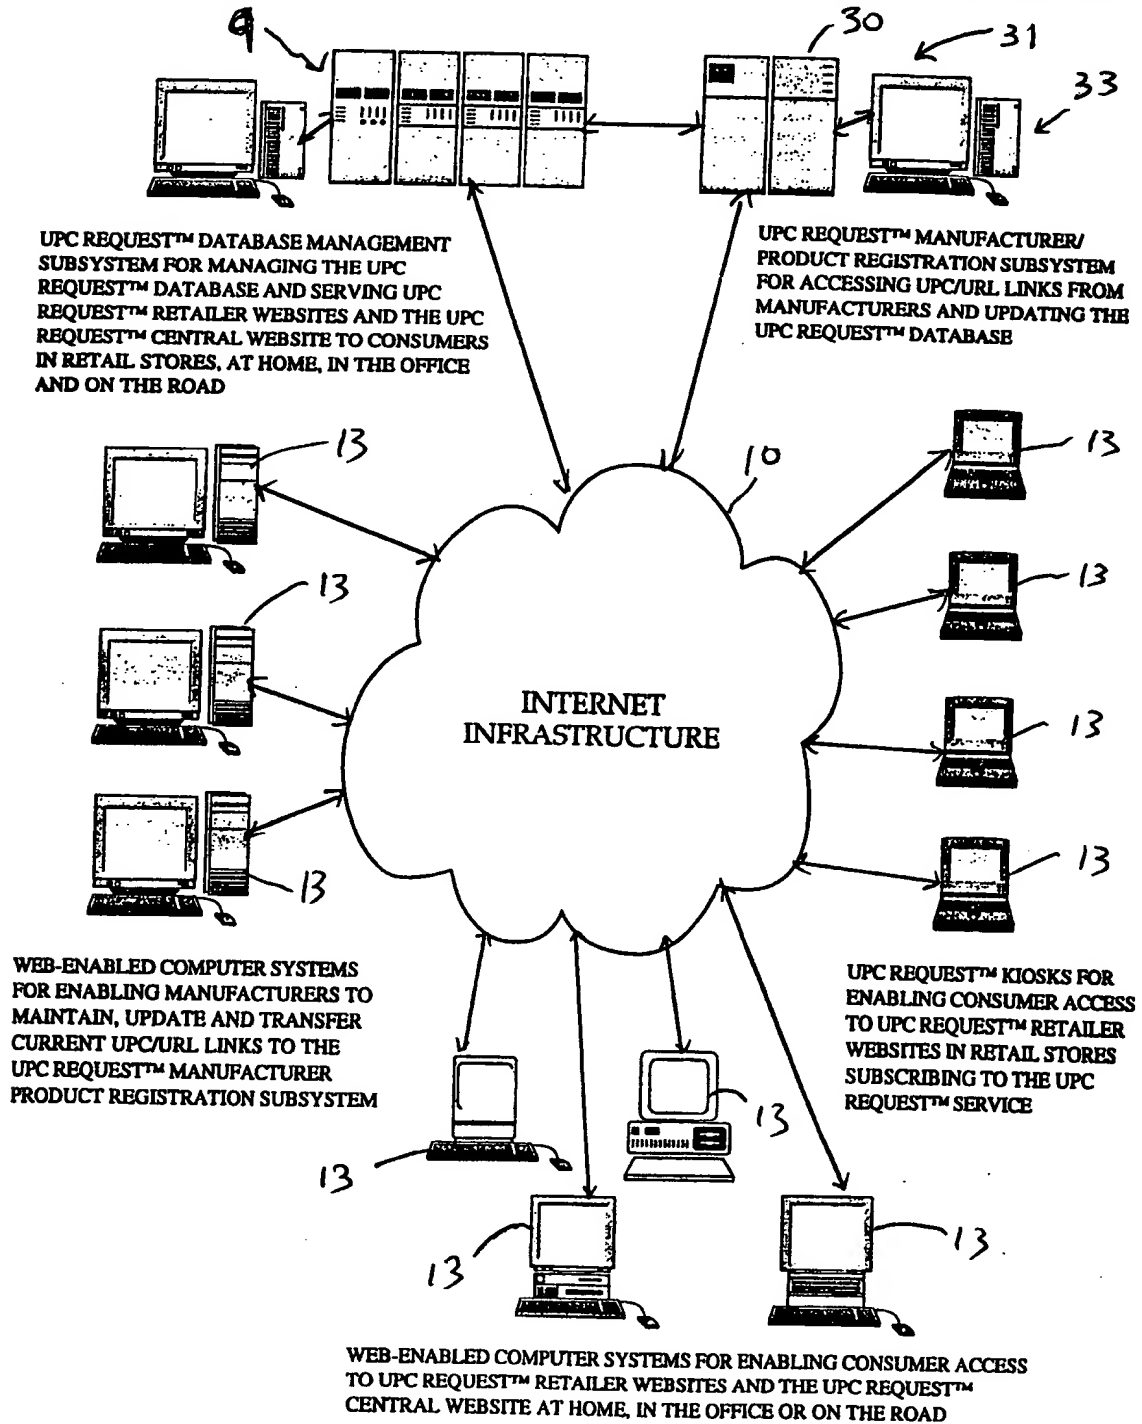 9
30
31
33
UPC REQUEST™ DATABASE MANAGEMENT
SUBSYSTEM FOR MANAGING THE UPC
REQUEST™ DATABASE AND SERVING UPC
REQUEST™ RETAILER WEBSITES AND THE UPC
REQUEST™ CENTRAL WEBSITE TO CONSUMERS
IN RETAIL STORES, AT HOME, IN THE OFFICE
AND ON THE ROAD
UPC REQUEST™ MANUFACTURER/
PRODUCT REGISTRATION SUBSYSTEM
FOR ACCESSING UPC/URL LINKS FROM
MANUFACTURERS AND UPDATING THE
UPC REQUEST™ DATABASE
13
13
10
13
13
INTERNET
INFRASTRUCTURE
13
13
13
WEB-ENABLED COMPUTER SYSTEMS
FOR ENABLING MANUFACTURERS TO
MAINTAIN, UPDATE AND TRANSFER
CURRENT UPC/URL LINKS TO THE
UPC REQUEST™ MANUFACTURER
PRODUCT REGISTRATION SUBSYSTEM
UPC REQUEST™ KIOSKS FOR
ENABLING CONSUMER ACCESS
TO UPC REQUEST™ RETAILER
WEBSITES IN RETAIL STORES
SUBSCRIBING TO THE UPC
REQUEST™ SERVICE
13
13
13
13
WEB-ENABLED COMPUTER SYSTEMS FOR ENABLING CONSUMER ACCESS
TO UPC REQUEST™ RETAILER WEBSITES AND THE UPC REQUEST™
CENTRAL WEBSITE AT HOME, IN THE OFFICE OR ON THE ROAD